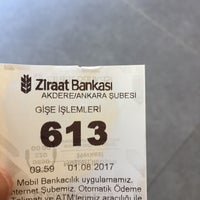 Ziraat Bankası
AKDERE/ANKARA ŞUBESİ
GİŞE İŞLEMLERİ
613
09:59 01.08.2017
Mobil Bankacılık uygulamamız,
İnternet Şubemiz, Otomatik Ödeme
Talimatı ve ATM'lerimiz aracılığı ile